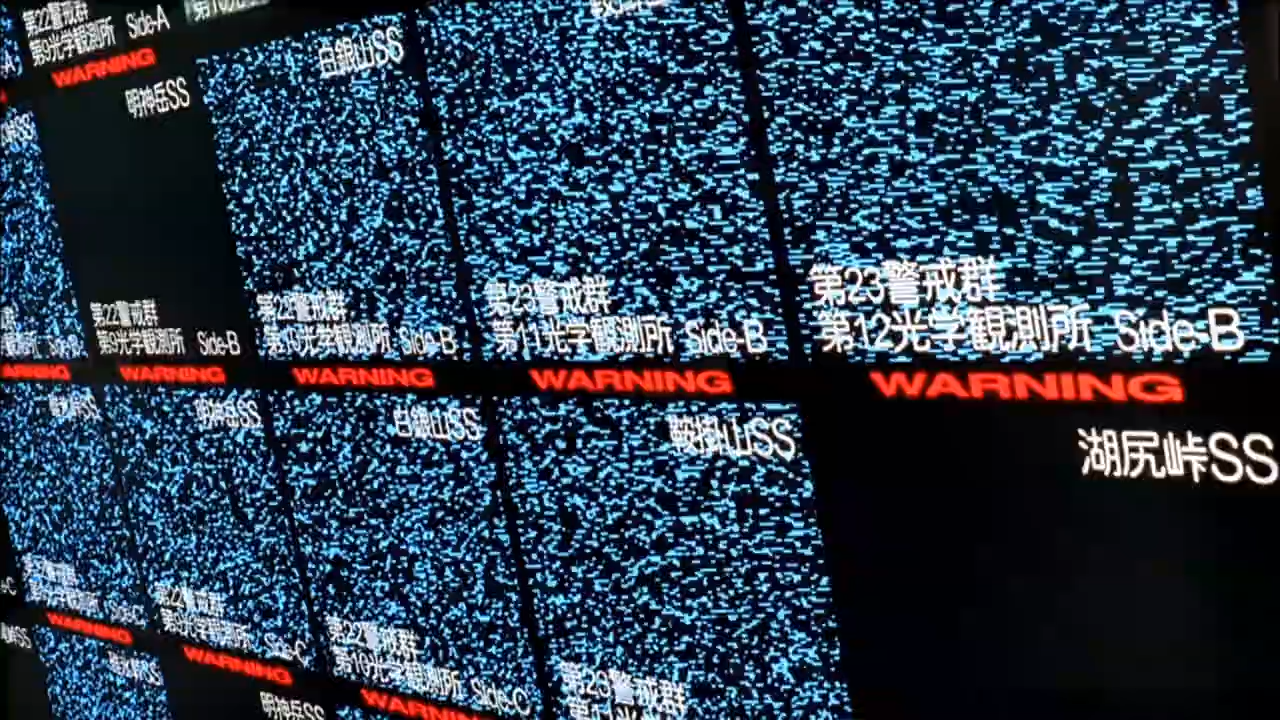 第22警戒群
第9光学観測所 Side-A
WARNING
明神岳SS
白銀山SS
第22警戒群
第9光学観測所 Side-B
第22警戒群
第10光学観測所 Side-B
第23警戒群
第11光学観測所 Side-B
第23警戒群
第12光学観測所 Side-B
WARNING
WARNING
WARNING
WARNING
WARNING
明神岳SS
白銀山SS
鞍掛山SS
湖尻峠SS
第22警戒群
第9光学観測所 Side-C
第22警戒群
第10光学観測所 Side-C
第23警戒群
WARNING
WARNING
WARNING
明神岳SS